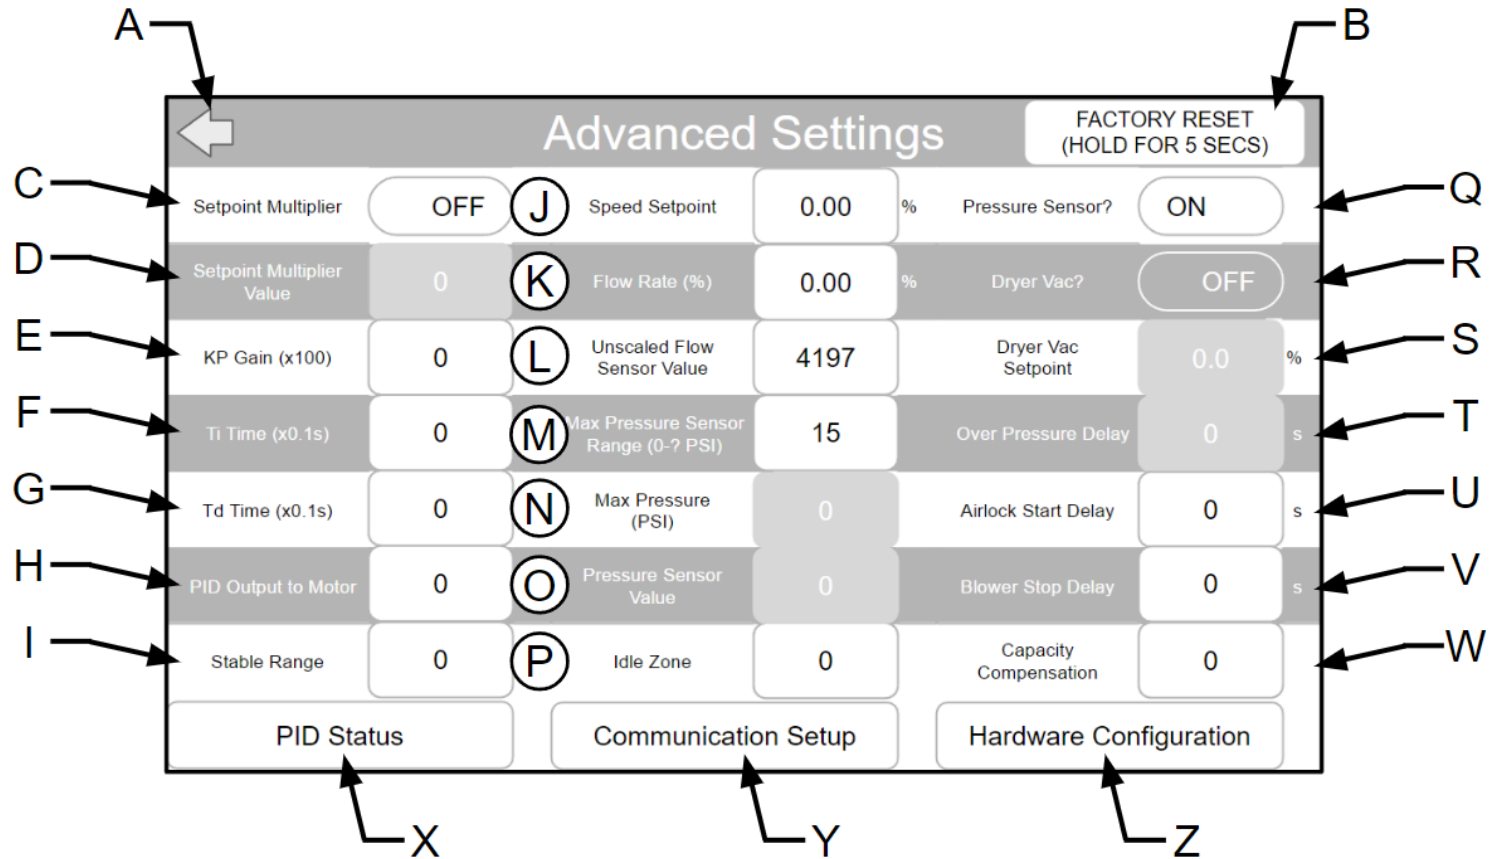 A
B
Advanced Settings
FACTORY RESET
(HOLD FOR 5 SECS)
C
Setpoint Multiplier
OFF
J
Speed Setpoint
0.00
%
Pressure Sensor?
ON
Q
D
Setpoint Multiplier
Value
0
K
Flow Rate (%)
0.00
%
Dryer Vac?
OFF
R
E
KP Gain (x100)
0
L
Unscaled Flow
Sensor Value
4197
Dryer Vac
Setpoint
0.0
%
S
F
Ti Time (x0.1s)
0
M
Max Pressure Sensor
Range (0-? PSI)
15
Over Pressure Delay
0
s
T
G
Td Time (x0.1s)
0
N
Max Pressure
(PSI)
0
Airlock Start Delay
0
s
U
H
PID Output to Motor
0
O
Pressure Sensor
Value
0
Blower Stop Delay
0
s
V
I
Stable Range
0
P
Idle Zone
0
Capacity
Compensation
0
W
PID Status
Communication Setup
Hardware Configuration
X
Y
Z